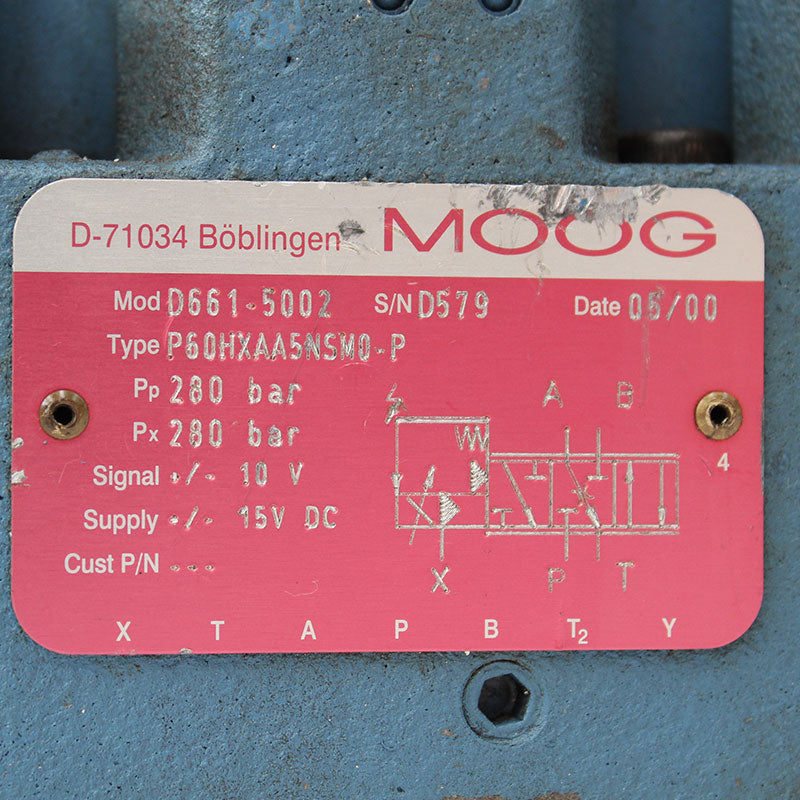 D-71034 Böblingen MOOG
Mod D661-5002 S/N D579 Date 05/00
Type P60HXAA5NSM0-P
Pp 280 bar
Px 280 bar
Signal +/- 10 V
Supply +/- 15V DC
Cust P/N ---
A B
4
X P T
X T A P B T2 Y